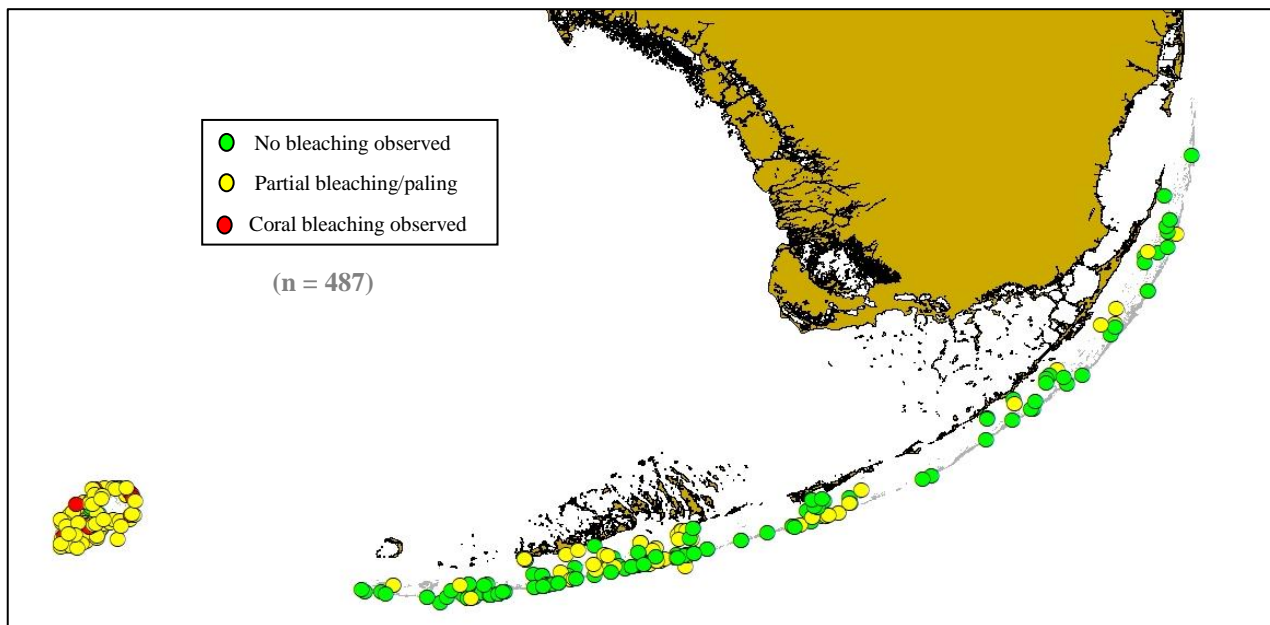 No bleaching observed
Partial bleaching/paling
Coral bleaching observed
(n = 487)